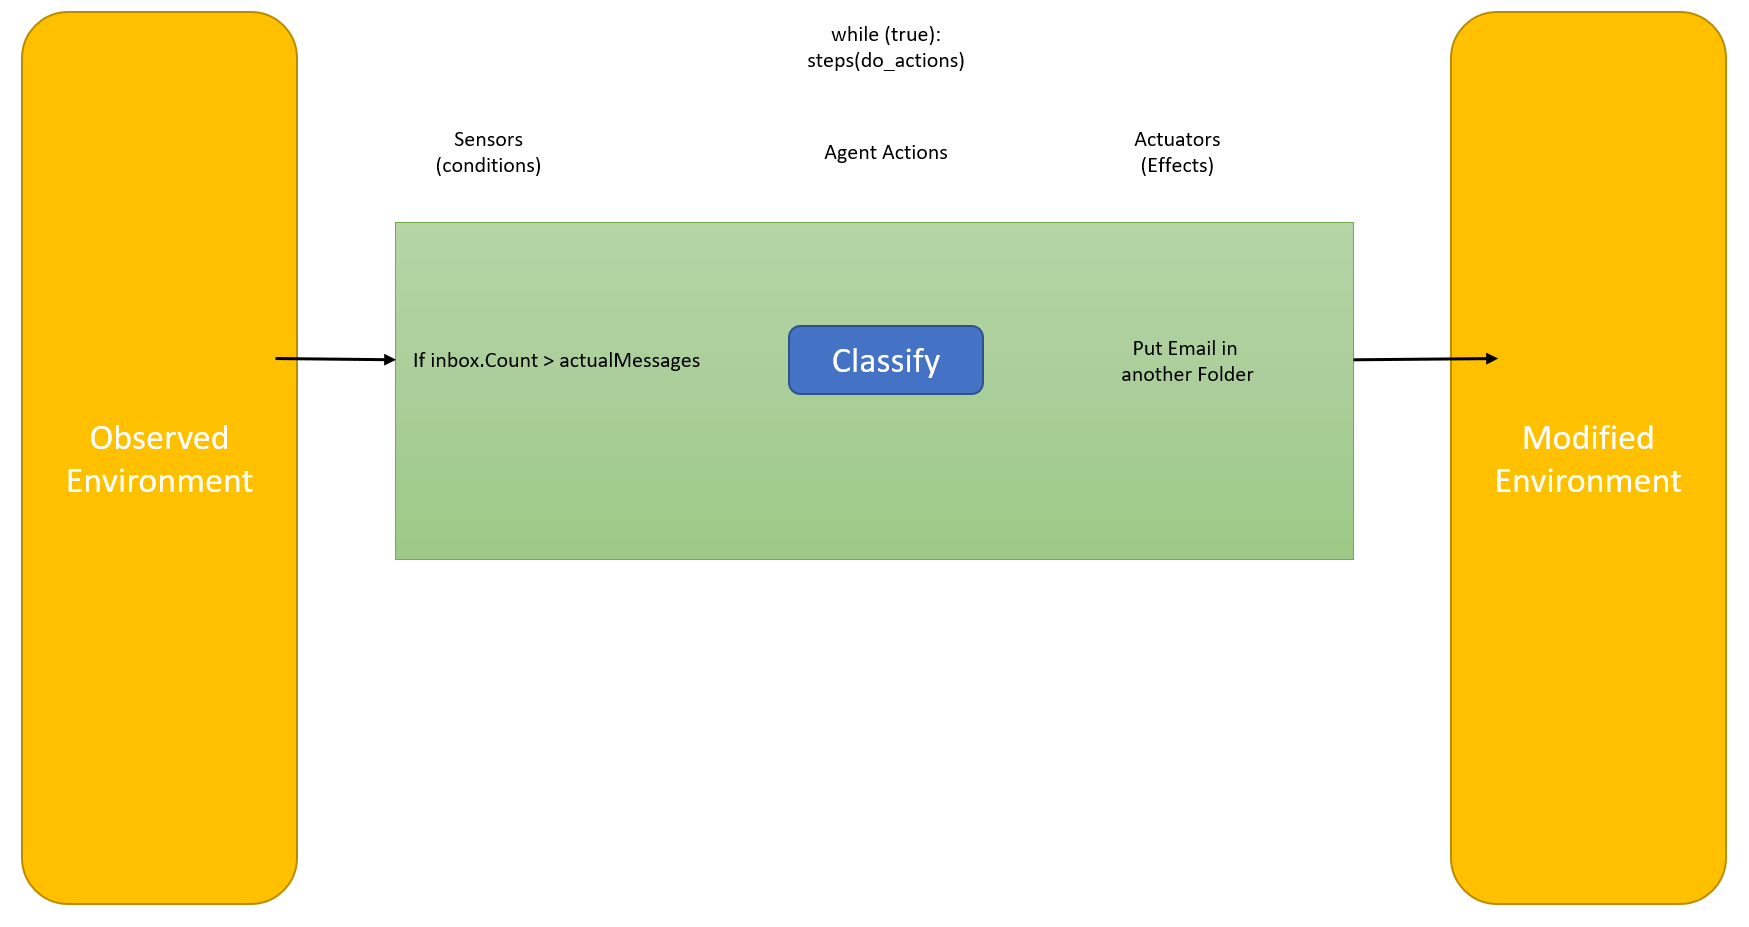 while (true):
steps(do_actions)
Sensors
(conditions)
Agent Actions
Actuators
(Effects)
If inbox.Count > actualMessages
Classify
Put Email in
another Folder
Observed
Environment
Modified
Environment